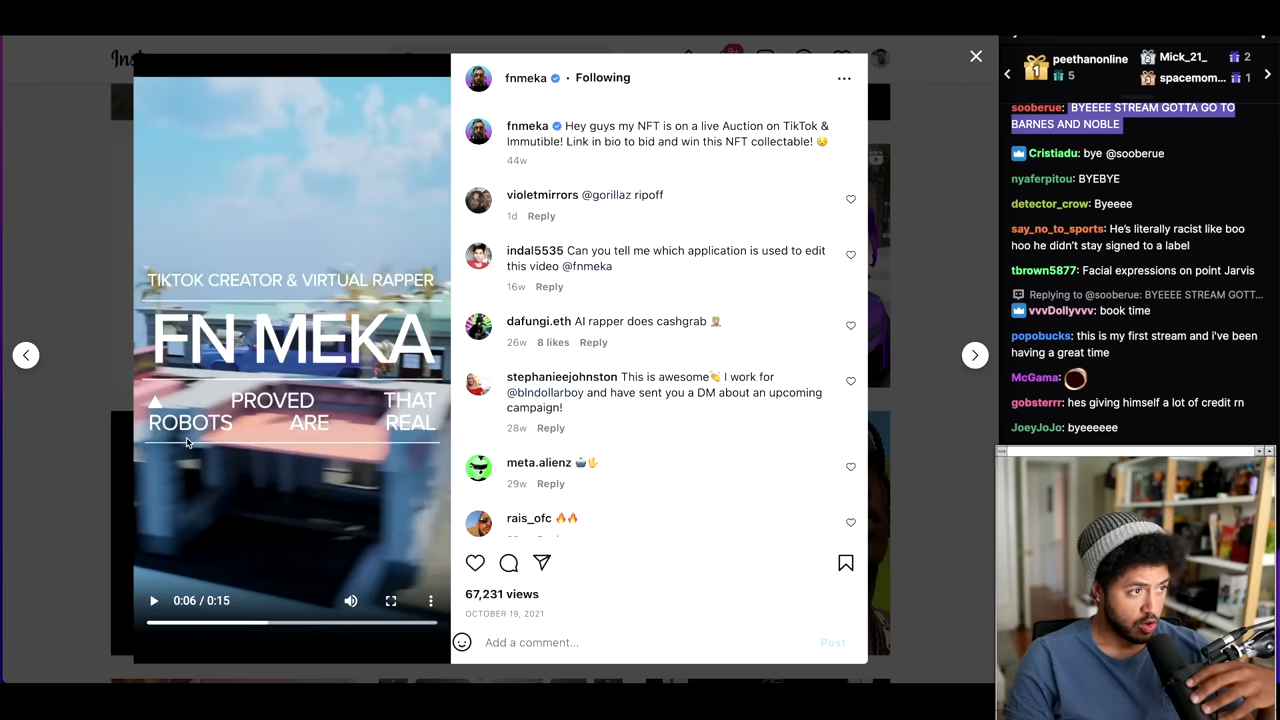 fnmeka · Following
fnmeka Hey guys my NFT is on a live Auction on TikTok &
Immutible! Link in bio to bid and win this NFT collectable! 😌
44w
violetmirrors @gorillaz ripoff
1d Reply
indal5535 Can you tell me which application is used to edit
this video @fnmeka
16w Reply
dafungi.eth AI rapper does cashgrab
26w 8 likes Reply
stephanieejohnston This is awesome👏 I work for
@blndollarboy and have sent you a DM about an upcoming
campaign!
28w Reply
meta.alienz
29w Reply
rais_ofc 🔥🔥
67,231 views
OCTOBER 19, 2021
Add a comment...
Post
TIKTOK CREATOR & VIRTUAL RAPPER
FN MEKA
▲ PROVED THAT
ROBOTS ARE REAL
0:06 / 0:15
1 peethanonline
5
Mick_21_ 2
spacemom... 1
sooberue: BYEEEE STREAM GOTTA GO TO
BARNES AND NOBLE
Cristiadu: bye @sooberue
nyaferpitou: BYEBYE
detector_crow: Byeeee
say_no_to_sports: He's literally racist like boo
hoo he didn't stay signed to a label
tbrown5877: Facial expressions on point Jarvis
Replying to @sooberue: BYEEEE STREAM GOTT...
vvvDollyvvv: book time
popobucks: this is my first stream and i've been
having a great time
McGama:
gobsterrr: hes giving himself a lot of credit rn
JoeyJoJo: byeeeeee